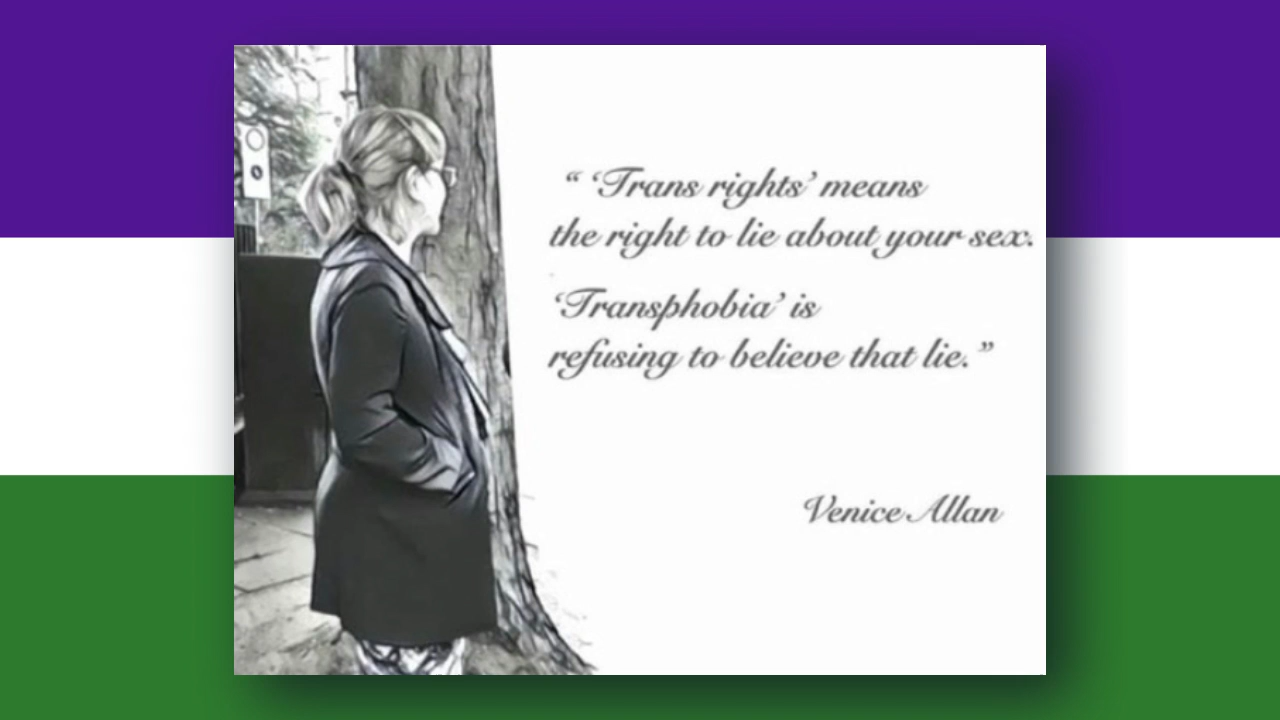 “ ‘Trans rights’ means
the right to lie about your sex.
‘Transphobia’ is
refusing to believe that lie.”
Venice Allan